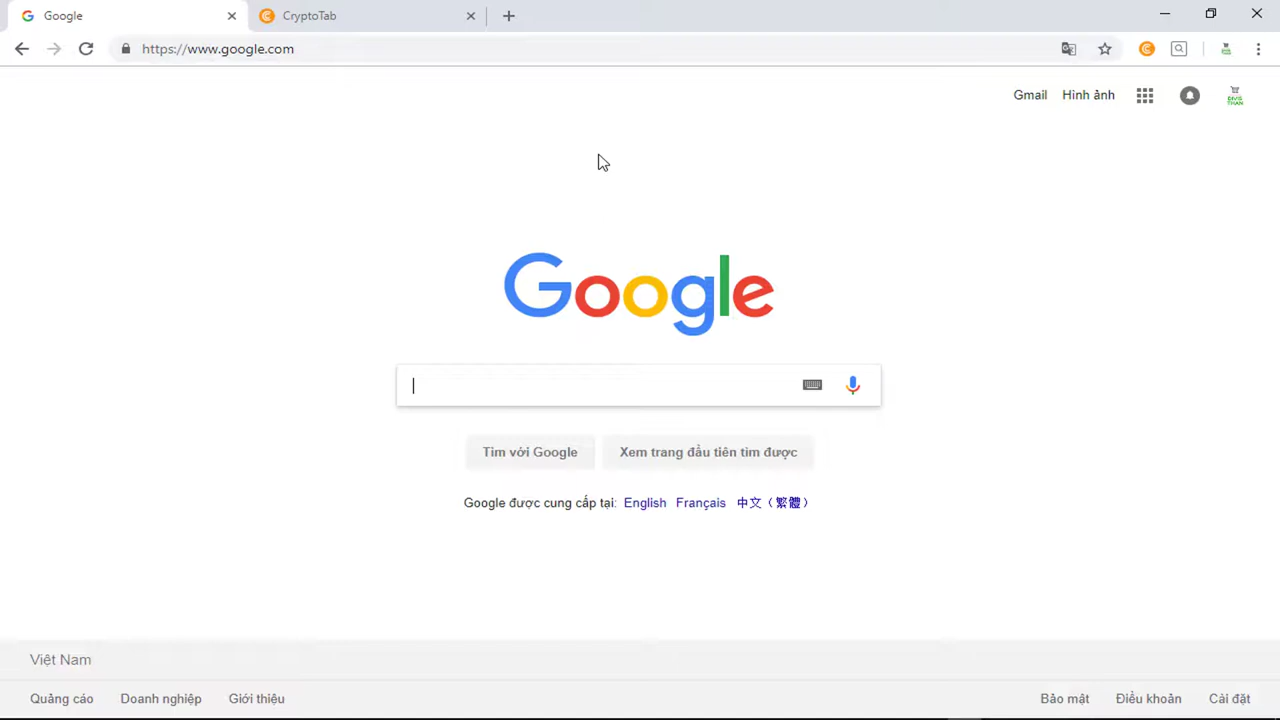 Google
CryptoTab
https://www.google.com
Gmail Hình ảnh
Google
Tìm với Google Xem trang đầu tiên tìm được
Google được cung cấp tại: English Français 中文（繁體）
Việt Nam
Quảng cáo Doanh nghiệp Giới thiệu Bảo mật Điều khoản Cài đặt